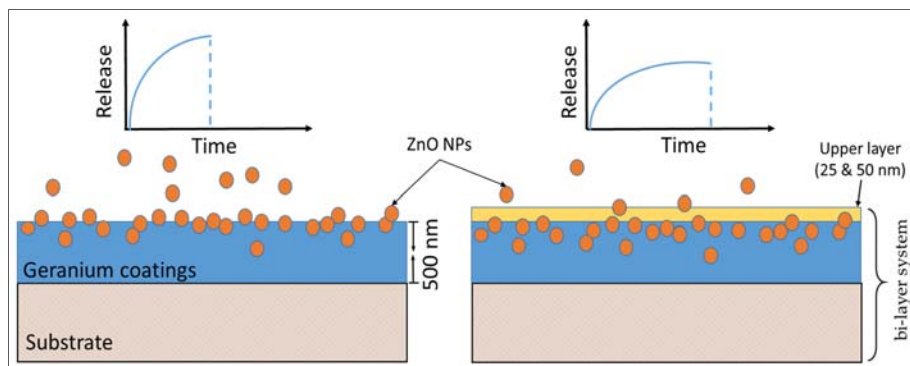 Release
Time
Release
Time
ZnO NPs
Upper layer
(25 & 50 nm)
Geranium coatings
500 nm
Substrate
bi-layer system